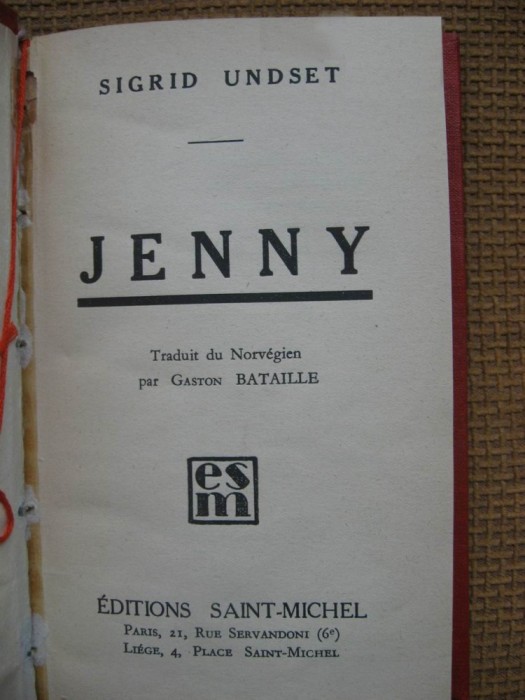 SIGRID UNDSET
JENNY
Traduit du Norvégien
par GASTON BATAILLE
es
m
ÉDITIONS SAINT-MICHEL
PARIS, 21, RUE SERVANDONI (6e)
LIÉGE, 4, PLACE SAINT-MICHEL